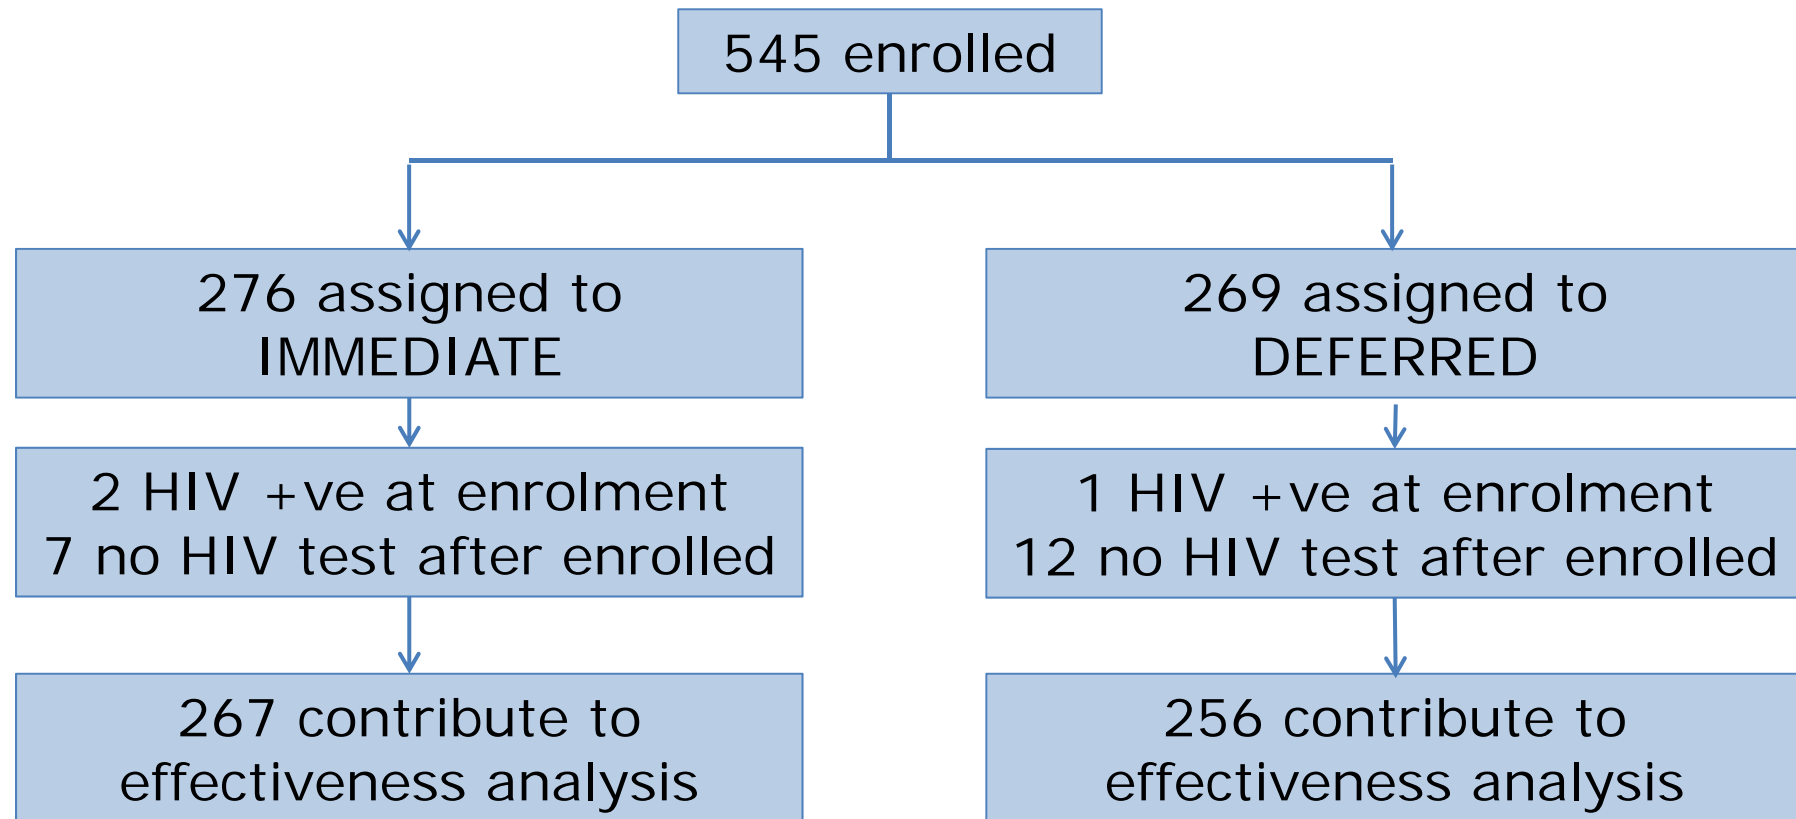 545 enrolled
276 assigned to
IMMEDIATE
269 assigned to
DEFERRED
2 HIV +ve at enrolment
7 no HIV test after enrolled
1 HIV +ve at enrolment
12 no HIV test after enrolled
267 contribute to
effectiveness analysis
256 contribute to
effectiveness analysis